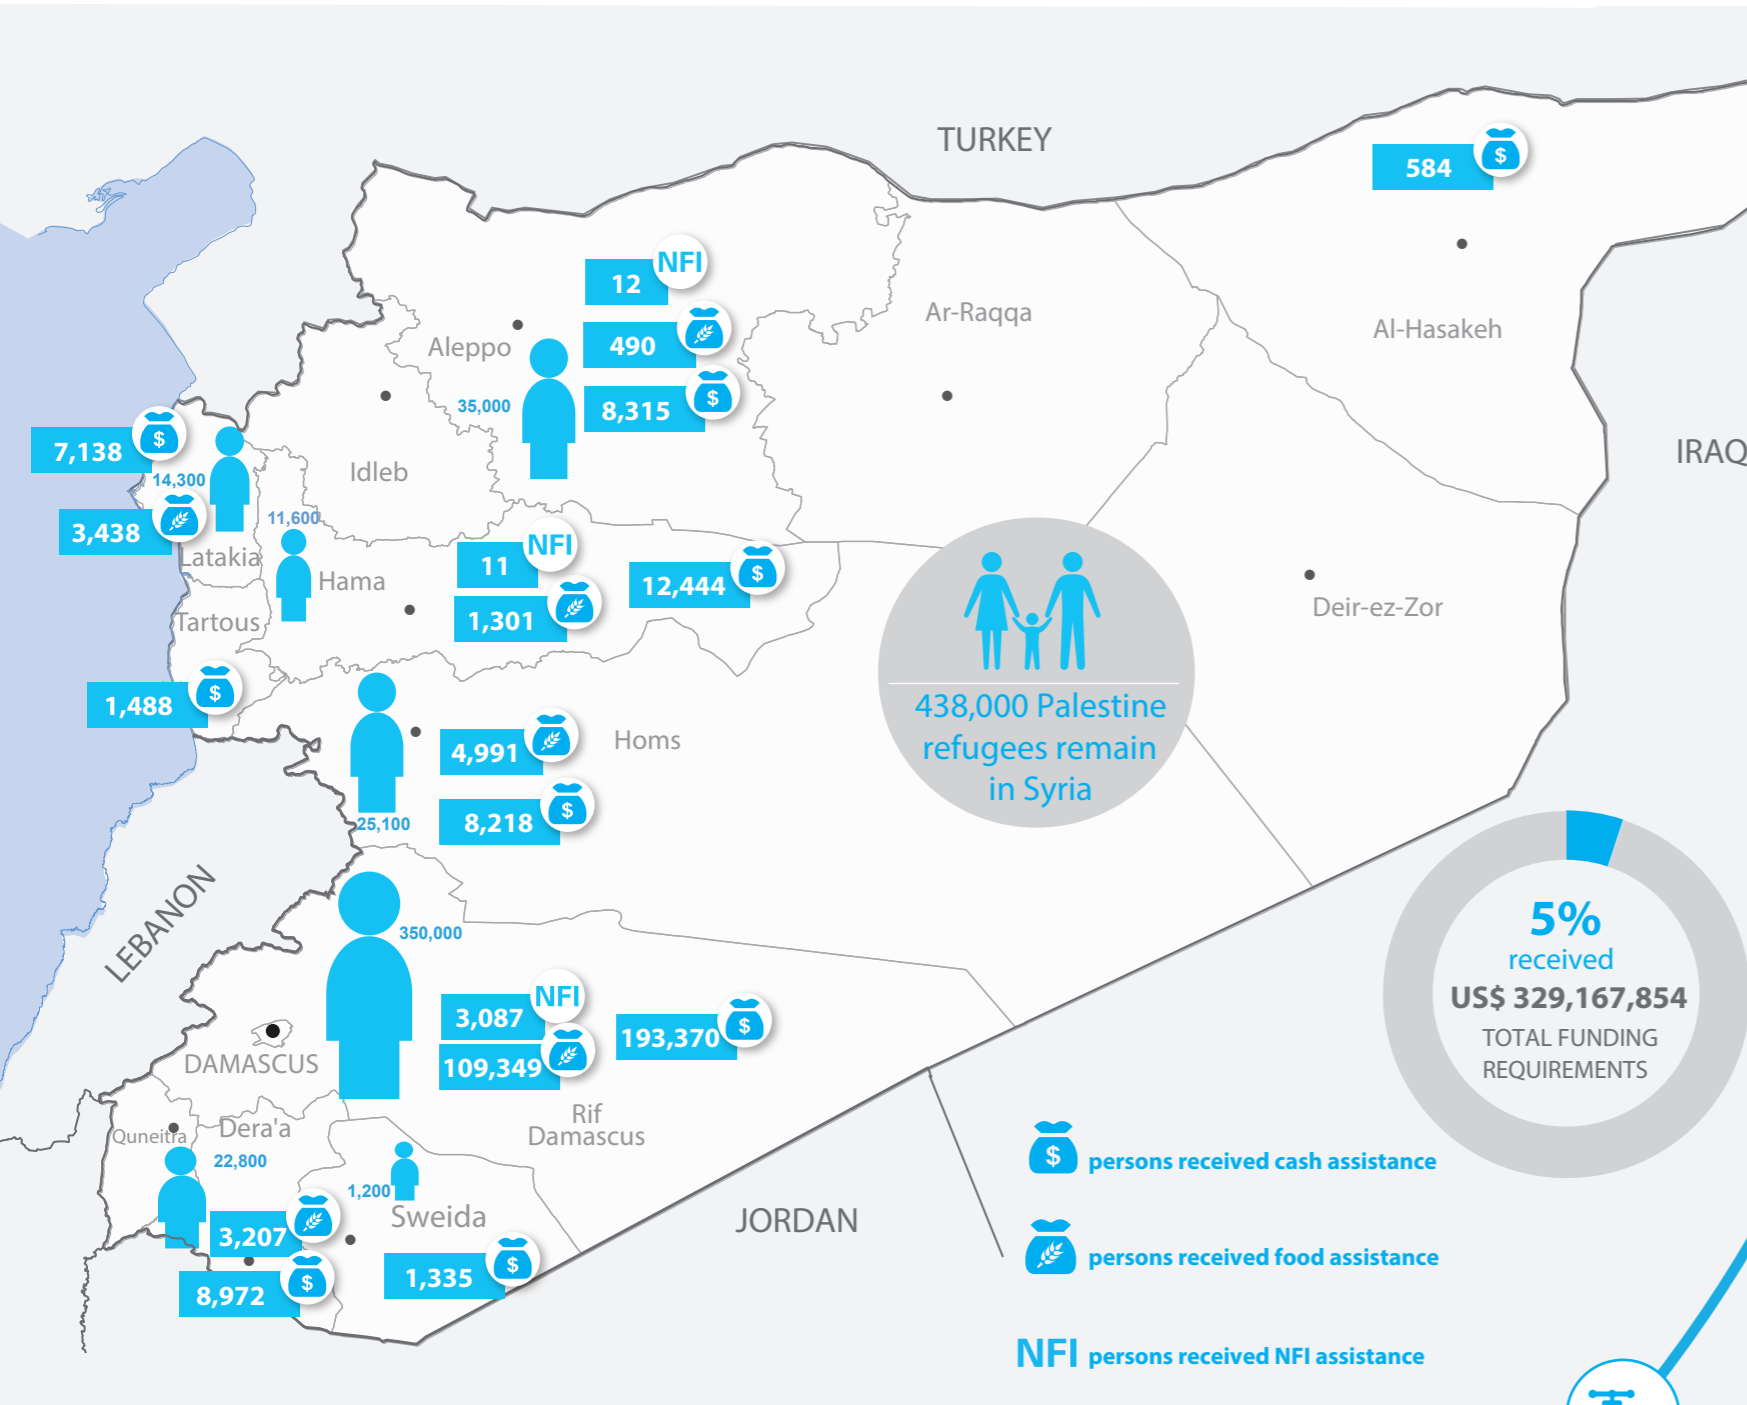 TURKEY
584
$
NFI
12
Ar-Raqqa
Al-Hasakeh
Aleppo
490
35,000
8,315
$
7,138
$
IRAQ
Idleb
14,300
3,438
11,600
Latakia
Hama
NFI
11
12,444
$
1,301
Tartous
Deir-ez-Zor
1,488
$
438,000 Palestine
refugees remain
in Syria
4,991
Homs
8,218
$
25,100
LEBANON
350,000
5%
received
US$ 329,167,854
TOTAL FUNDING
REQUIREMENTS
NFI
3,087
193,370
$
109,349
DAMASCUS
Rif
Damascus
Quneitra
Dera'a
22,800
1,200
Sweida
JORDAN
3,207
8,972
$
1,335
$
$
persons received cash assistance
persons received food assistance
NFI persons received NFI assistance